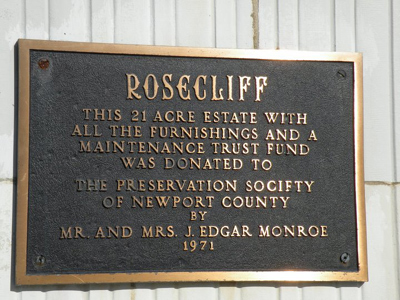 ROSECLIFF
THIS 21 ACRE ESTATE WITH
ALL THE FURNISHINGS AND A
MAINTENANCE TRUST FUND
WAS DONATED TO
THE PRESERVATION SOCIETY
OF NEWPORT COUNTY
BY
MR. AND MRS. J. EDGAR MONROE
1971